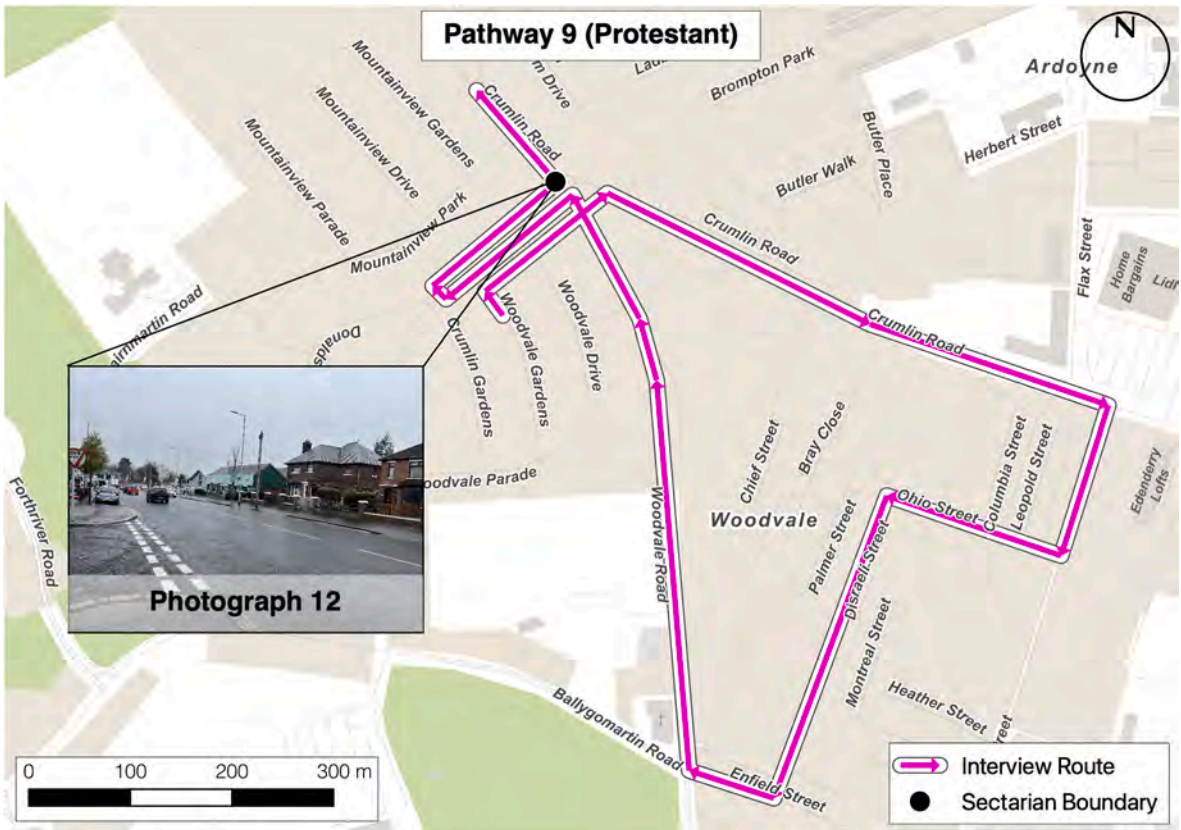 Pathway 9 (Protestant)
N
Ardoyne
Brompton Park
Mountainview Gardens
Crumlin Road
Drive
Mountainview Drive
Butler Place
Herbert Street
Mountainview Parade
Butler Walk
Mountainview Park
Crumlin Road
Flax Street
Home
Bargains
Lidl
Crumlin Road
Woodvale Gardens
Woodvale Drive
Crumlin Gardens
Chief Street
Bray Close
Columbia Street
Leopold Street
Edenderry
Lofts
Ohio Street
Woodvale
Palmer Street
Disraeli Street
Montreal Street
Woodvale Road
Forthriver Road
Photograph 12
Heather Street
Ballygomartin Road
Enfield Street
0 100 200 300 m
Interview Route
Sectarian Boundary